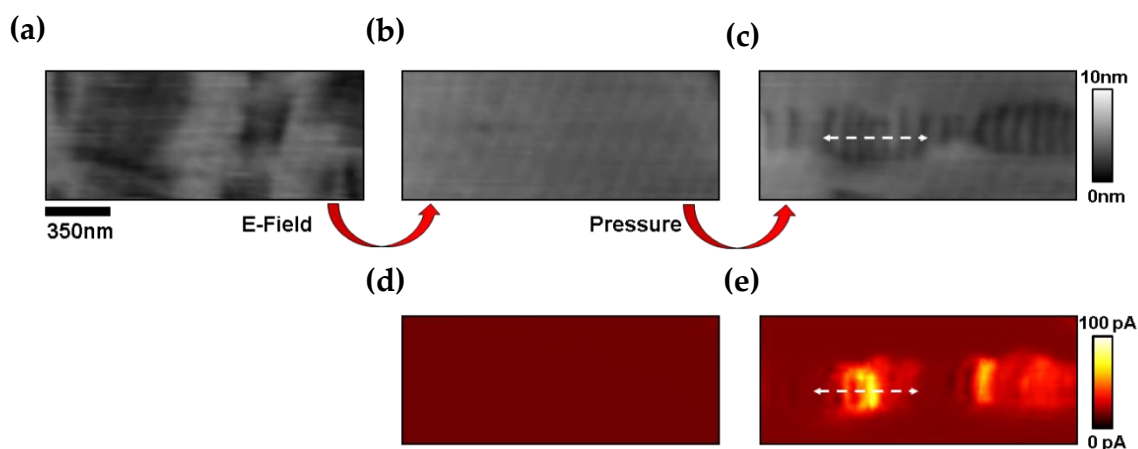 (a)
(b)
(c)
10nm
0nm
350nm
E-Field
Pressure
(d)
(e)
100 pA
0 pA